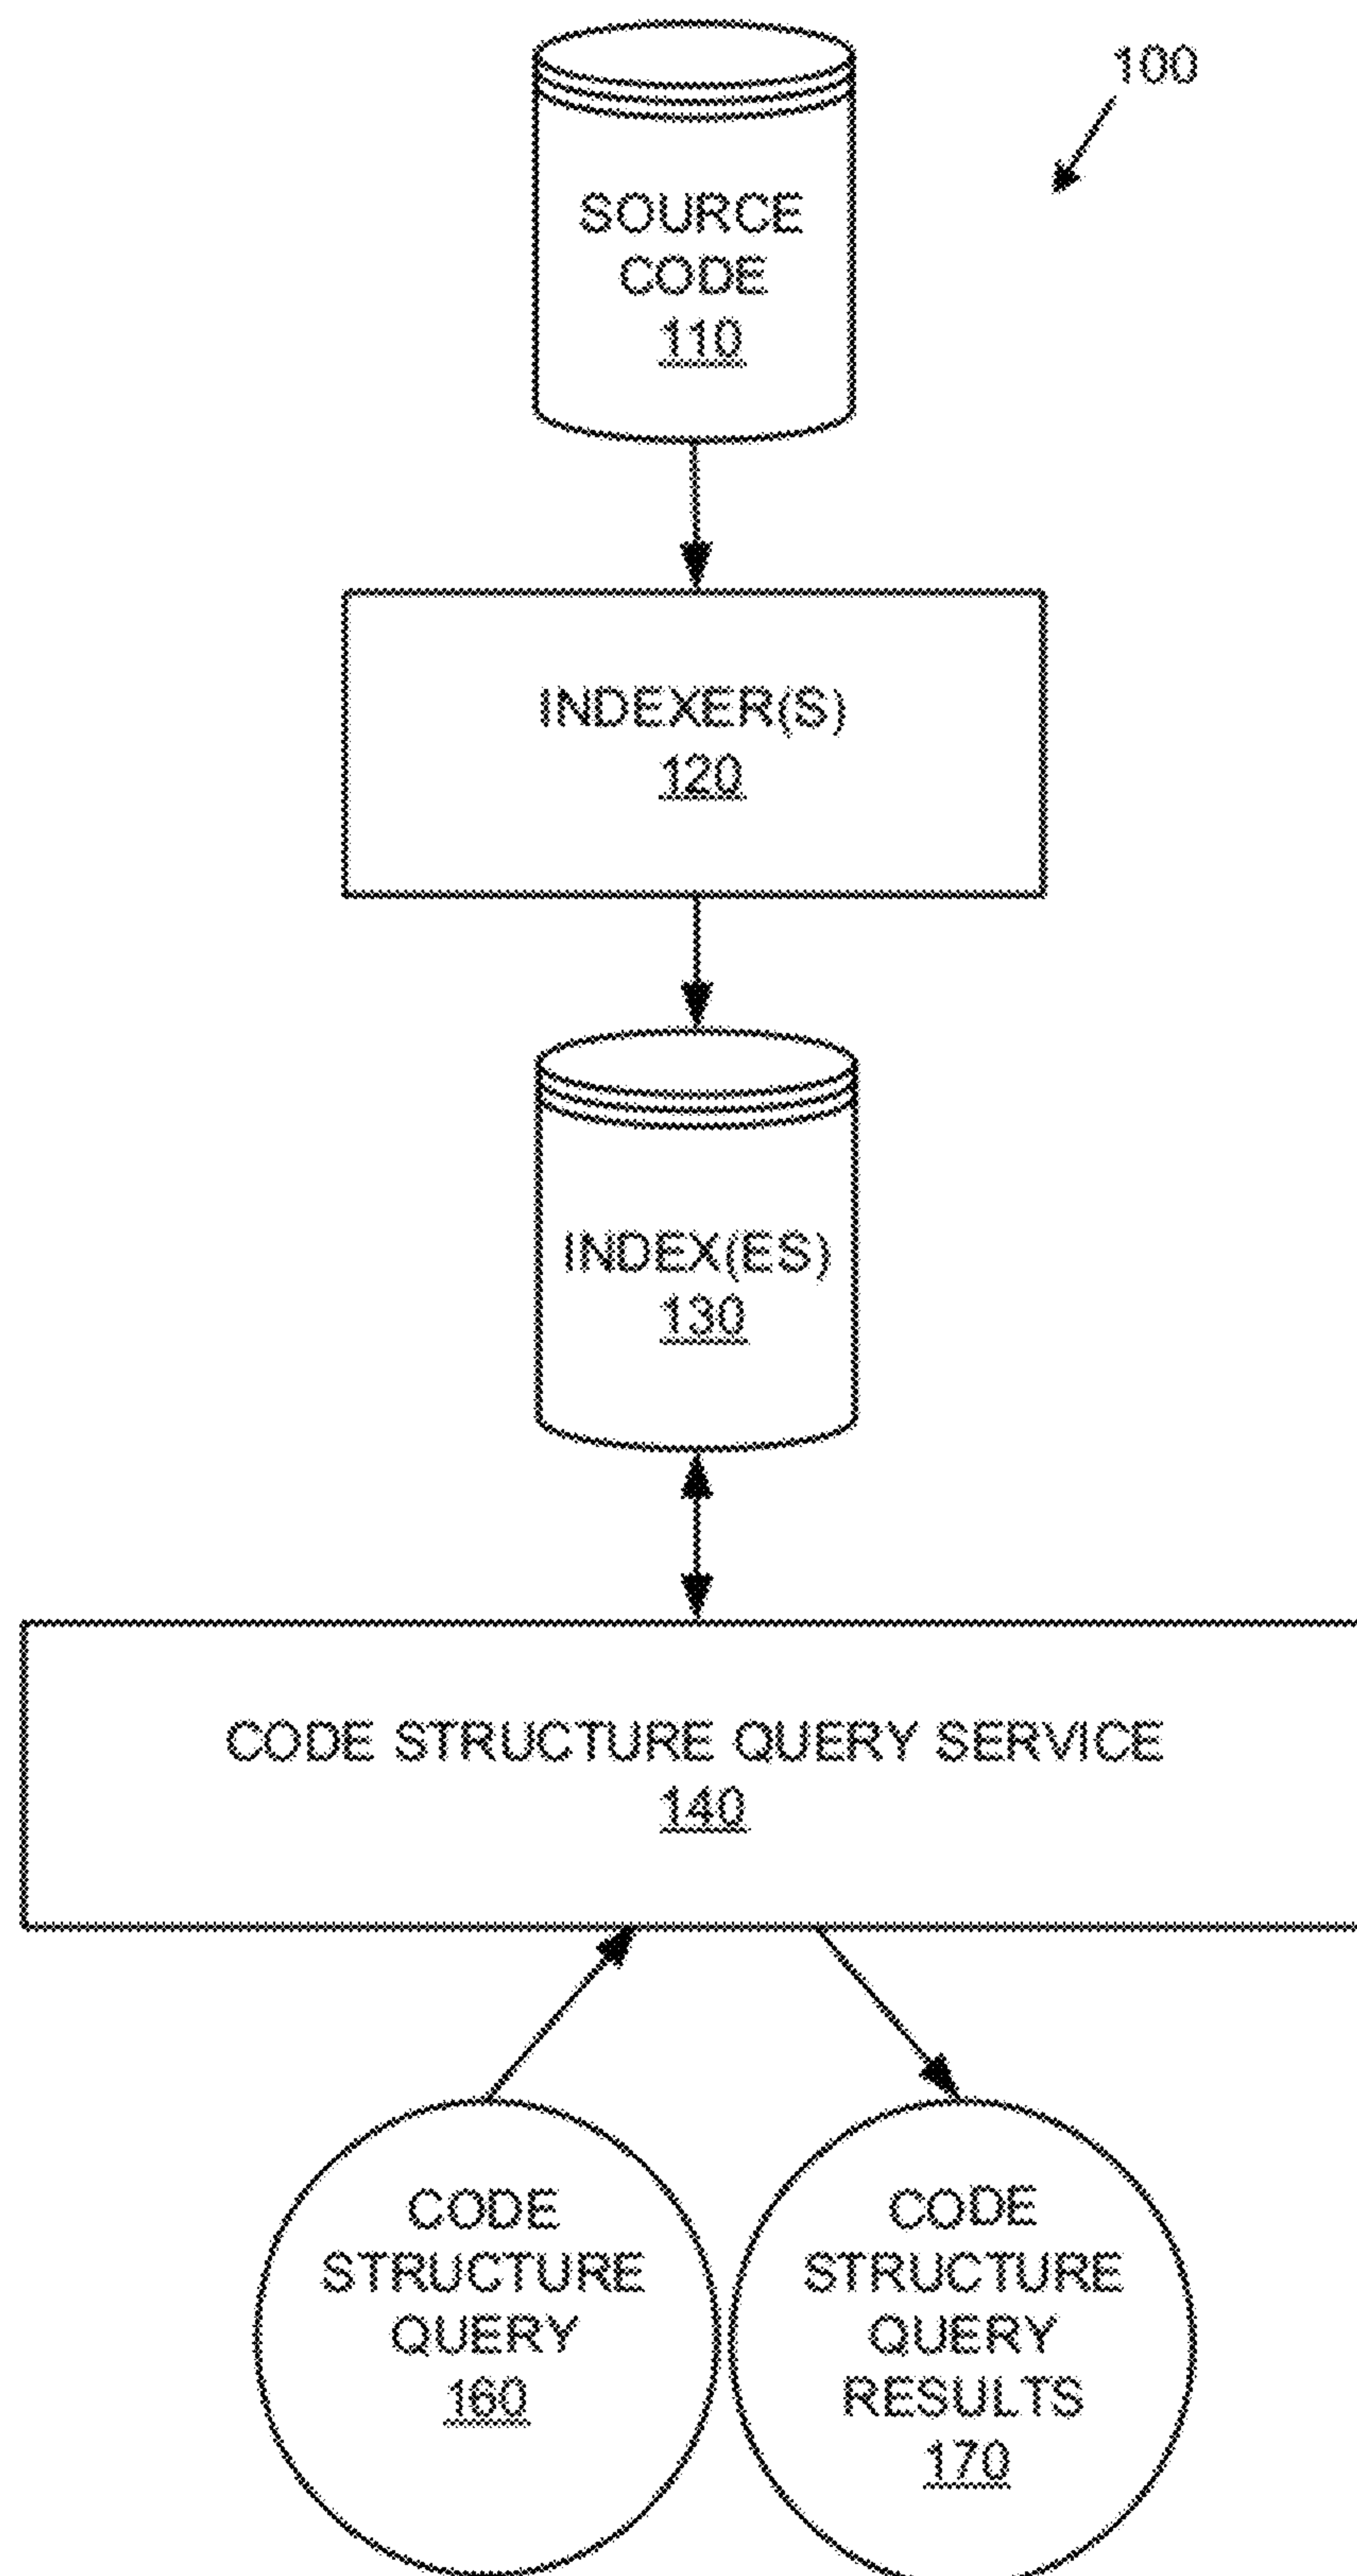 100
SOURCE
CODE
110
INDEXER(S)
120
INDEX(ES)
130
CODE STRUCTURE QUERY SERVICE
140
CODE
STRUCTURE
QUERY
160
CODE
STRUCTURE
QUERY
RESULTS
170